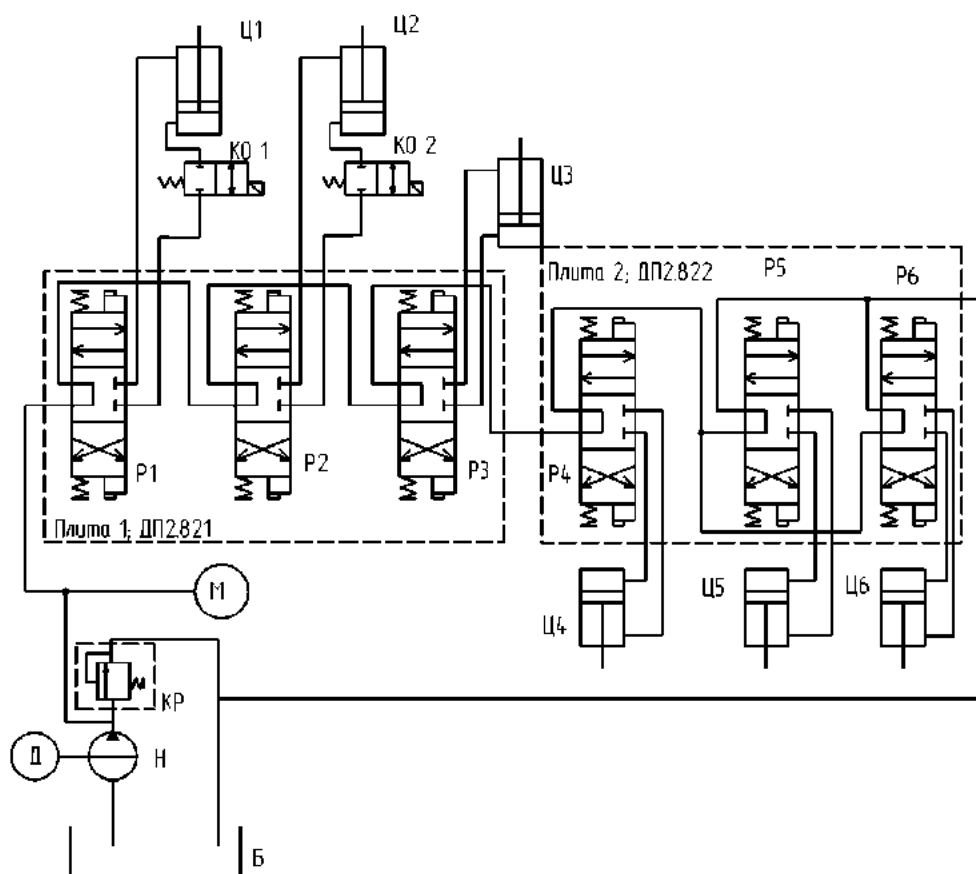 Ц1
Ц2
КО 1
КО 2
Ц3
Плита 2; ДП2.822
Р5
Р6
Р1
Р2
Р3
Р4
Плита 1; ДП2.821
М
Ц4
Ц5
Ц6
КР
Д
Н
Б